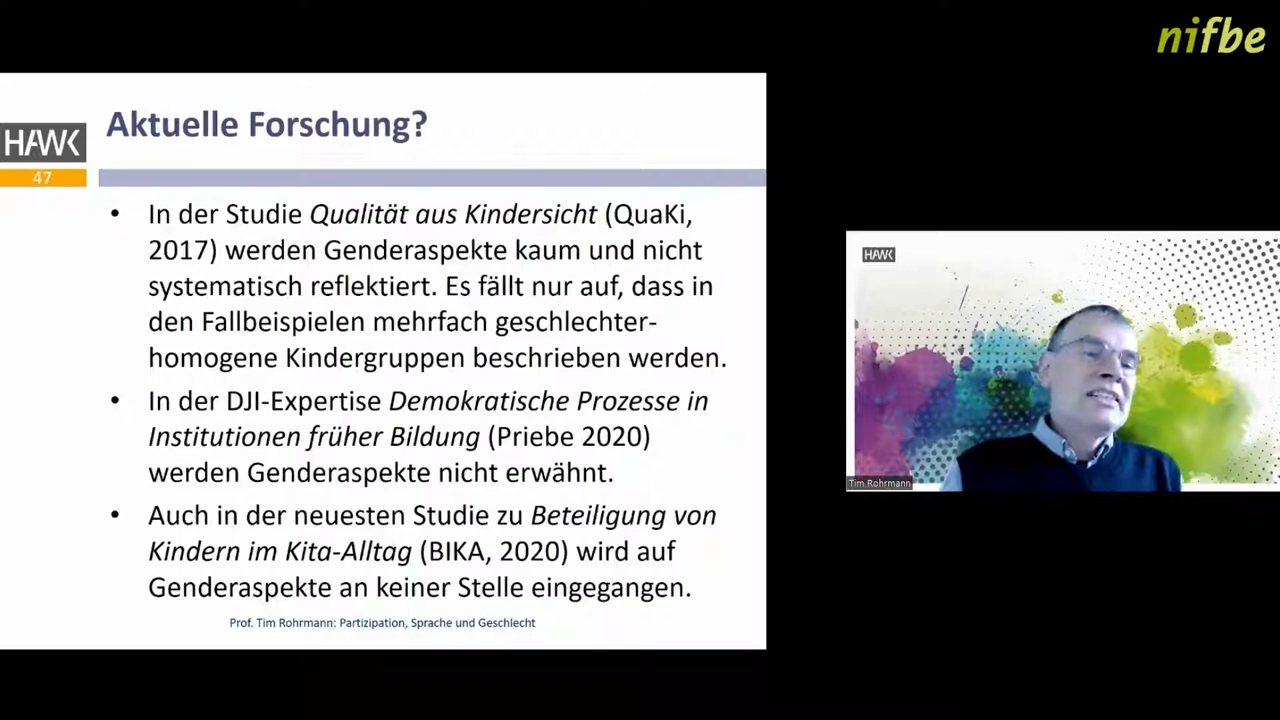 nifbe
HAWK
47
Aktuelle Forschung?
• In der Studie Qualität aus Kindersicht (QuaKi,
2017) werden Genderaspekte kaum und nicht
systematisch reflektiert. Es fällt nur auf, dass in
den Fallbeispielen mehrfach geschlechter-
homogene Kindergruppen beschrieben werden.
• In der DJI-Expertise Demokratische Prozesse in
Institutionen früher Bildung (Priebe 2020)
werden Genderaspekte nicht erwähnt.
• Auch in der neuesten Studie zu Beteiligung von
Kindern im Kita-Alltag (BIKA, 2020) wird auf
Genderaspekte an keiner Stelle eingegangen.
Prof. Tim Rohrmann: Partizipation, Sprache und Geschlecht
HAWK
Tim Rohrmann